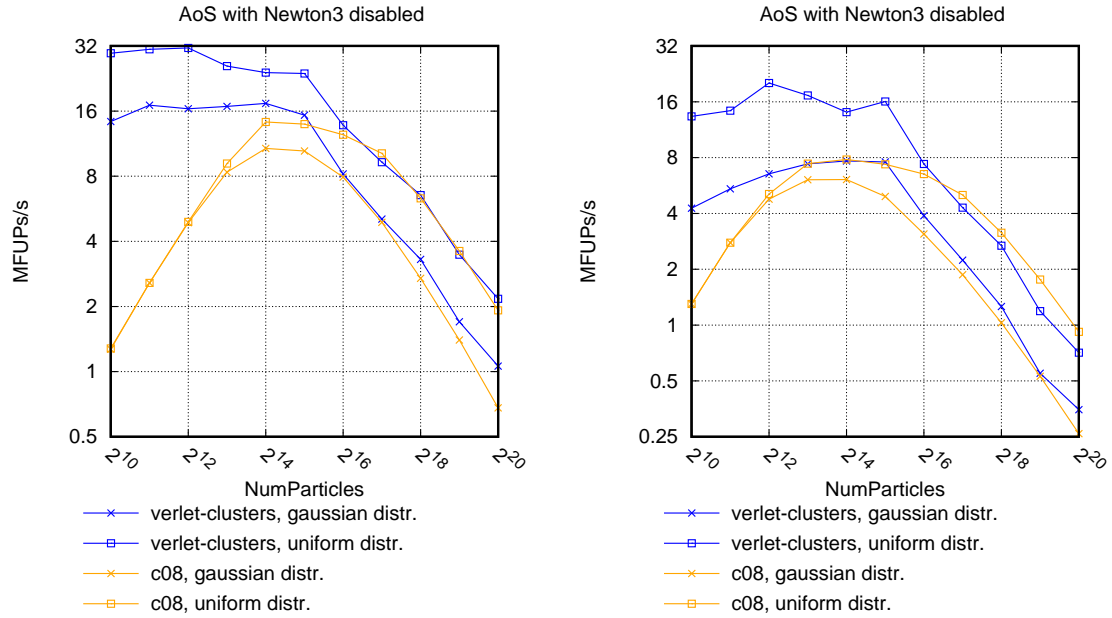 AoS with Newton3 disabled
32
16
8
4
2
1
0.5
MFUPs/s
2^10
2^12
2^14
2^16
2^18
2^20
NumParticles
verlet-clusters, gaussian distr.
verlet-clusters, uniform distr.
c08, gaussian distr.
c08, uniform distr.
AoS with Newton3 disabled
32
16
8
4
2
1
0.5
0.25
MFUPs/s
2^10
2^12
2^14
2^16
2^18
2^20
NumParticles
verlet-clusters, gaussian distr.
verlet-clusters, uniform distr.
c08, gaussian distr.
c08, uniform distr.